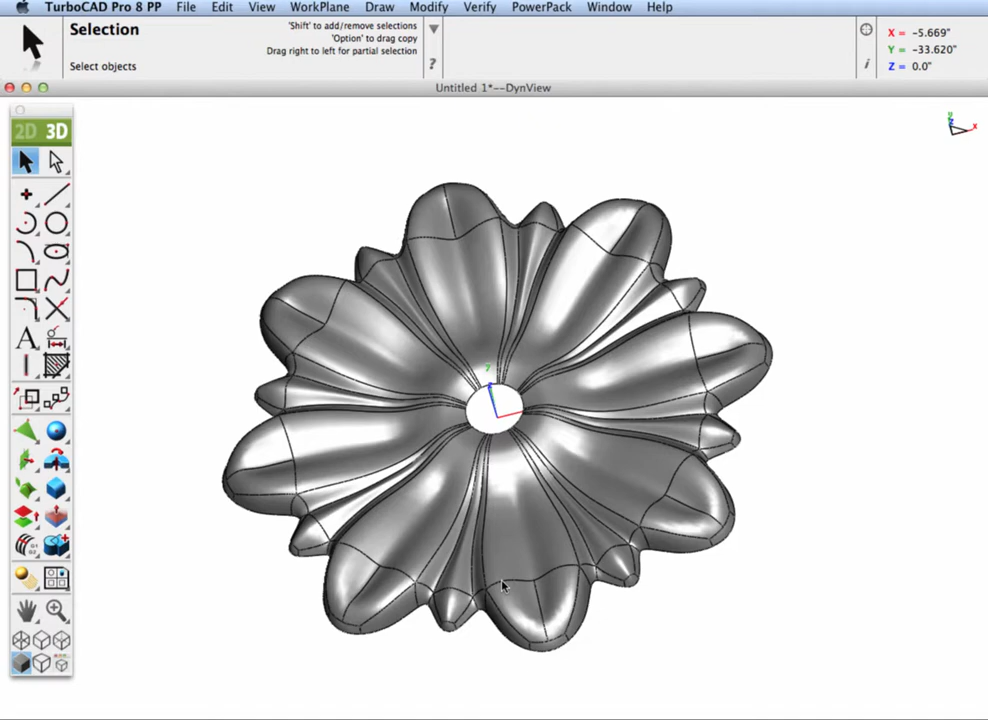 TurboCAD Pro 8 PP File Edit View WorkPlane Draw Modify Verify PowerPack Window Help
Selection
Select objects
'Shift' to add/remove selections
'Option' to drag copy
Drag right to left for partial selection
?
i
X = -5.669"
Y = -33.620"
Z = 0.0"
Untitled 1*--DynView
2D 3D
A
x